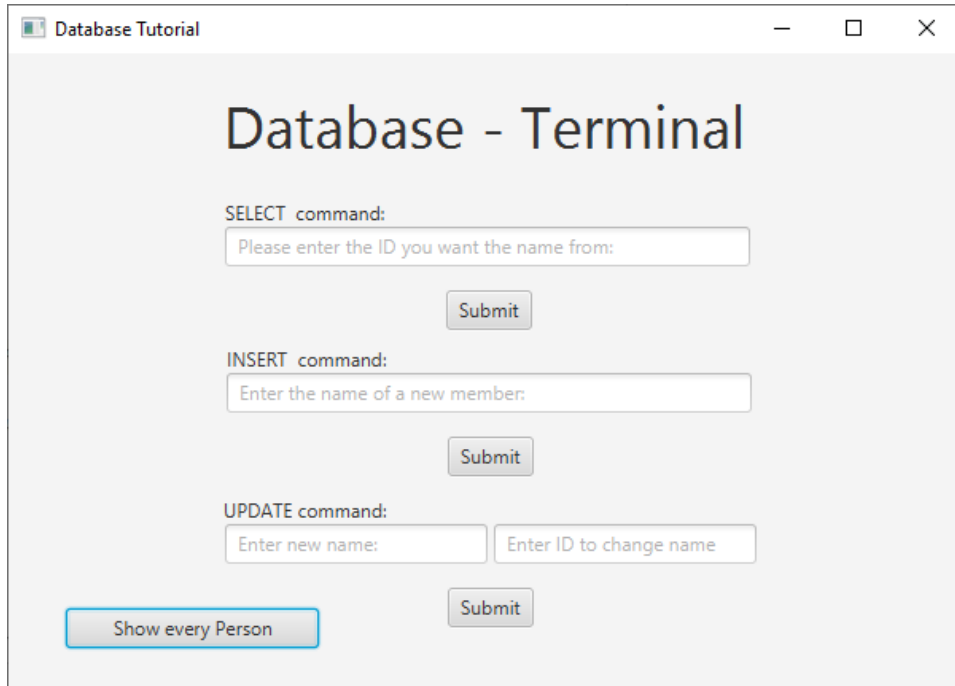 Database Tutorial
Database - Terminal
SELECT  command:
Please enter the ID you want the name from:
Submit
INSERT  command:
Enter the name of a new member:
Submit
UPDATE command:
Enter new name: Enter ID to change name
Submit
Show every Person